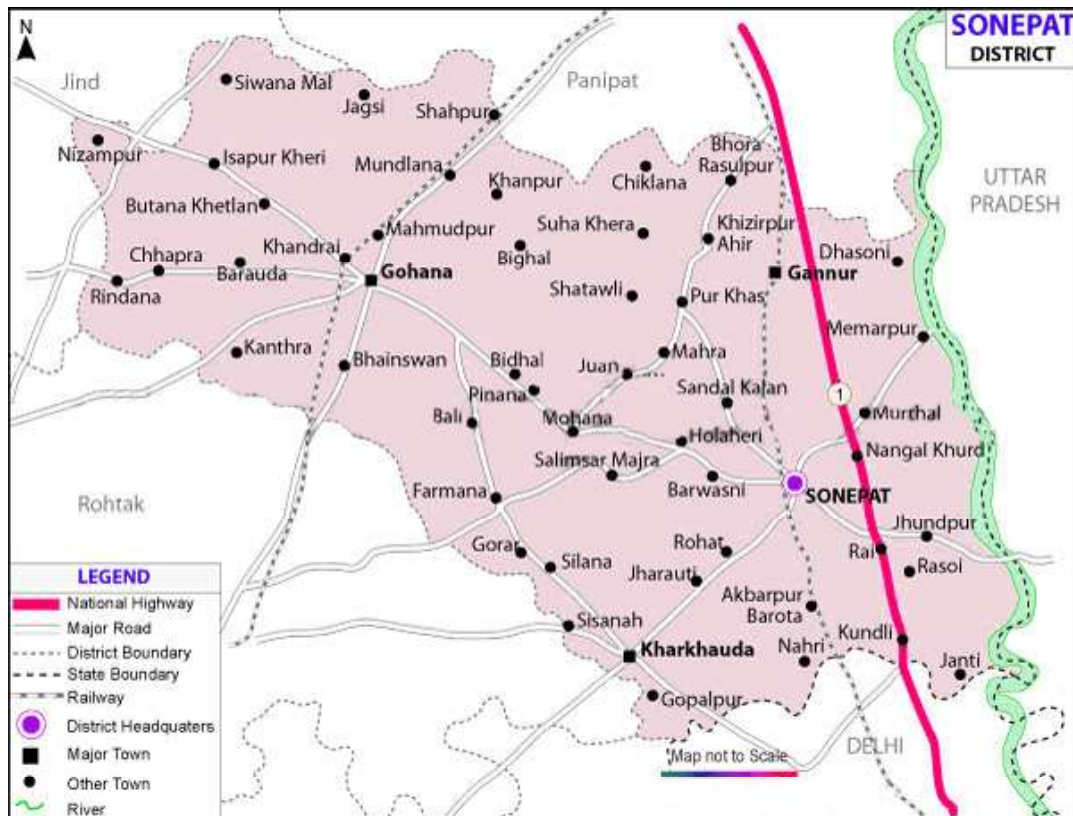 N
SONEPAT
DISTRICT
Jind
Panipat
Siwana Mal
Jagsi
Shahpur
Nizampur
Isapur Kheri
Mundlana
Khanpur
Chiklana
Bhora
Rasulpur
UTTAR
PRADESH
Butana Khetlan
Mahmudpur
Suha Khera
Khizirpur
Ahir
Khandrai
Bighal
Dhasoni
Chhapra
Barauda
Gohana
Gannur
Rindana
Shatawli
Pur Khas
Memarpur
Kanthra
Bhainswan
Bidhal
Juan
Mahra
Pinana
Sandal Kalan
1
Bali
Mohana
Murthal
Holaheri
Nangal Khurd
Salimsar Majra
Barwasni
SONEPAT
Farmana
Rohtak
Jhundpur
Gorar
Silana
Rohat
Rai
Rasoi
Jharauti
Akbarpur
Barota
Sisanah
Kundli
Kharkhauda
Nahri
Janti
Gopalpur
DELHI
Map not to Scale
LEGEND
National Highway
Major Road
District Boundary
State Boundary
Railway
District Headquaters
Major Town
Other Town
River